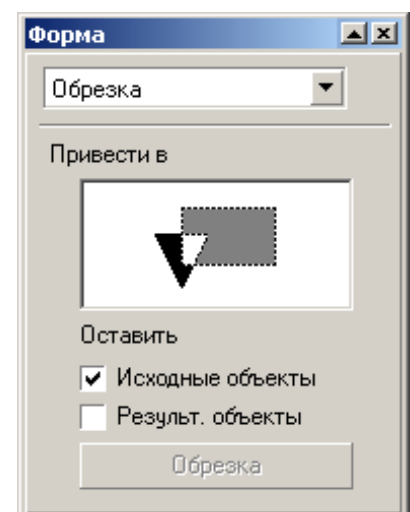 Форма
Обрезка
Привести в
Оставить
Исходные объекты
Результ. объекты
Обрезка